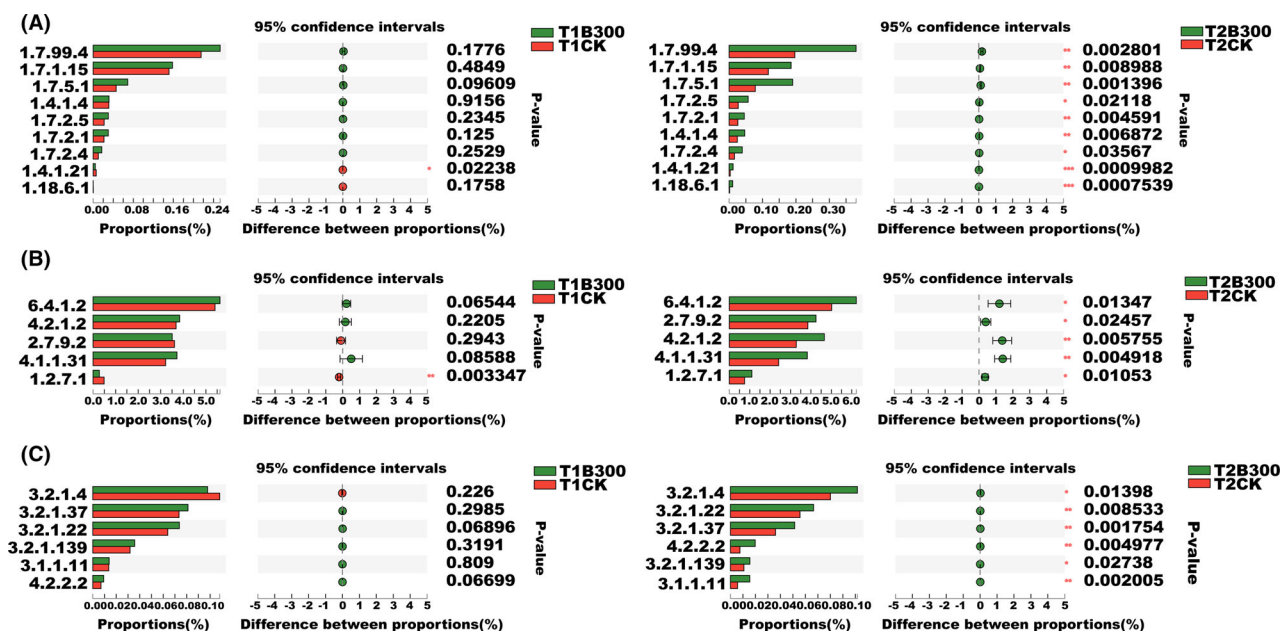 (A)
95% confidence intervals
T1B300
T1CK
1.7.99.4
0.1776
1.7.1.15
0.4849
1.7.5.1
0.09609
1.4.1.4
0.9156
1.7.2.5
0.2345
1.7.2.1
0.125
1.7.2.4
0.2529
1.4.1.21
* 0.02238
1.18.6.1
0.1758
P-value
0.00 0.08 0.16 0.24
-5 -4 -3 -2 -1 0 1 2 3 4 5
Proportions(%)
Difference between proportions(%)
95% confidence intervals
T2B300
T2CK
1.7.99.4
** 0.002801
1.7.1.15
** 0.008988
1.7.5.1
** 0.001396
1.7.2.5
* 0.02118
1.7.2.1
** 0.004591
1.4.1.4
** 0.006872
1.7.2.4
* 0.03567
1.4.1.21
*** 0.0009982
1.18.6.1
*** 0.0007539
P-value
0.00 0.10 0.20 0.30
-5 -4 -3 -2 -1 0 1 2 3 4 5
Proportions(%)
Difference between proportions(%)
(B)
95% confidence intervals
T1B300
T1CK
6.4.1.2
0.06544
4.2.1.2
0.2205
2.7.9.2
0.2943
4.1.1.31
0.08588
1.2.7.1
** 0.003347
P-value
0.0 1.0 2.0 3.0 4.0 5.0
-5 -4 -3 -2 -1 0 1 2 3 4 5
Proportions(%)
Difference between proportions(%)
95% confidence intervals
T2B300
T2CK
6.4.1.2
* 0.01347
2.7.9.2
* 0.02457
4.2.1.2
** 0.005755
4.1.1.31
** 0.004918
1.2.7.1
* 0.01053
P-value
0.0 1.0 2.0 3.0 4.0 5.0 6.0
-5 -4 -3 -2 -1 0 1 2 3 4 5
Proportions(%)
Difference between proportions(%)
(C)
95% confidence intervals
T1B300
T1CK
3.2.1.4
0.226
3.2.1.37
0.2985
3.2.1.22
0.06896
3.2.1.139
0.3191
3.1.1.11
0.809
4.2.2.2
0.06699
P-value
0.000.020.040.060.08 0.10
-5 -4 -3 -2 -1 0 1 2 3 4 5
Proportions(%)
Difference between proportions(%)
95% confidence intervals
T2B300
T2CK
3.2.1.4
* 0.01398
3.2.1.22
** 0.008533
3.2.1.37
** 0.001754
4.2.2.2
** 0.004977
3.2.1.139
* 0.02738
3.1.1.11
** 0.002005
P-value
0.000.020.040.060.080.10
-5 -4 -3 -2 -1 0 1 2 3 4 5
Proportions(%)
Difference between proportions(%)